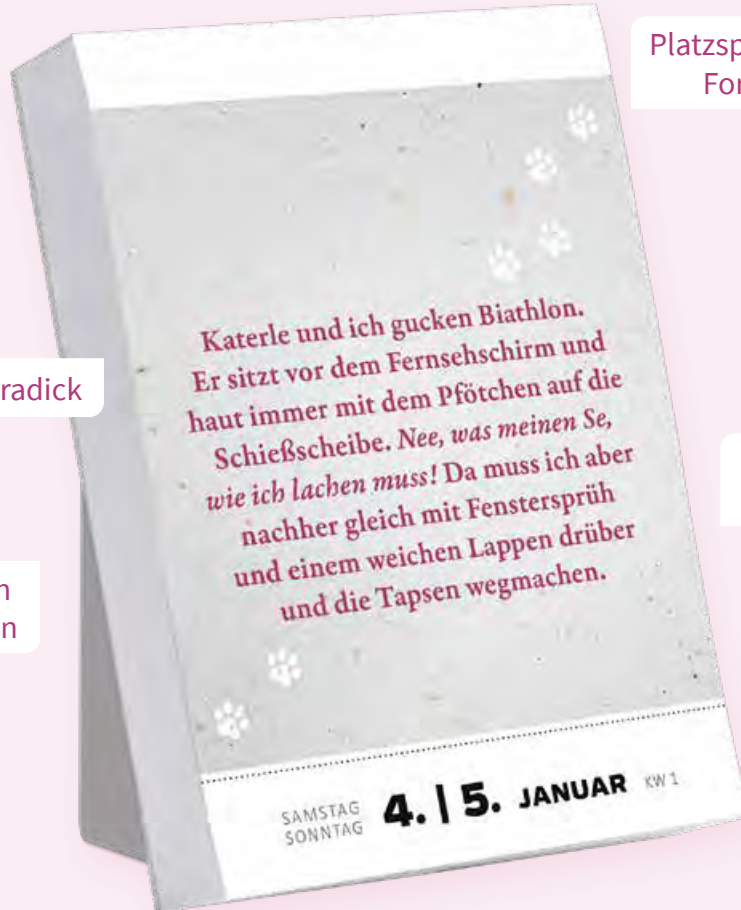 Katerle und ich gucken Biathlon.
Er sitzt vor dem Fernsehschirm und
haut immer mit dem Pfötchen auf die
Schießscheibe. Nee, was meinen Se,
wie ich lachen muss! Da muss ich aber
nachher gleich mit Fenstersprüh
und einem weichen Lappen drüber
und die Tapsen wegmachen.
SAMSTAG
SONNTAG
4. | 5. JANUAR KW 1